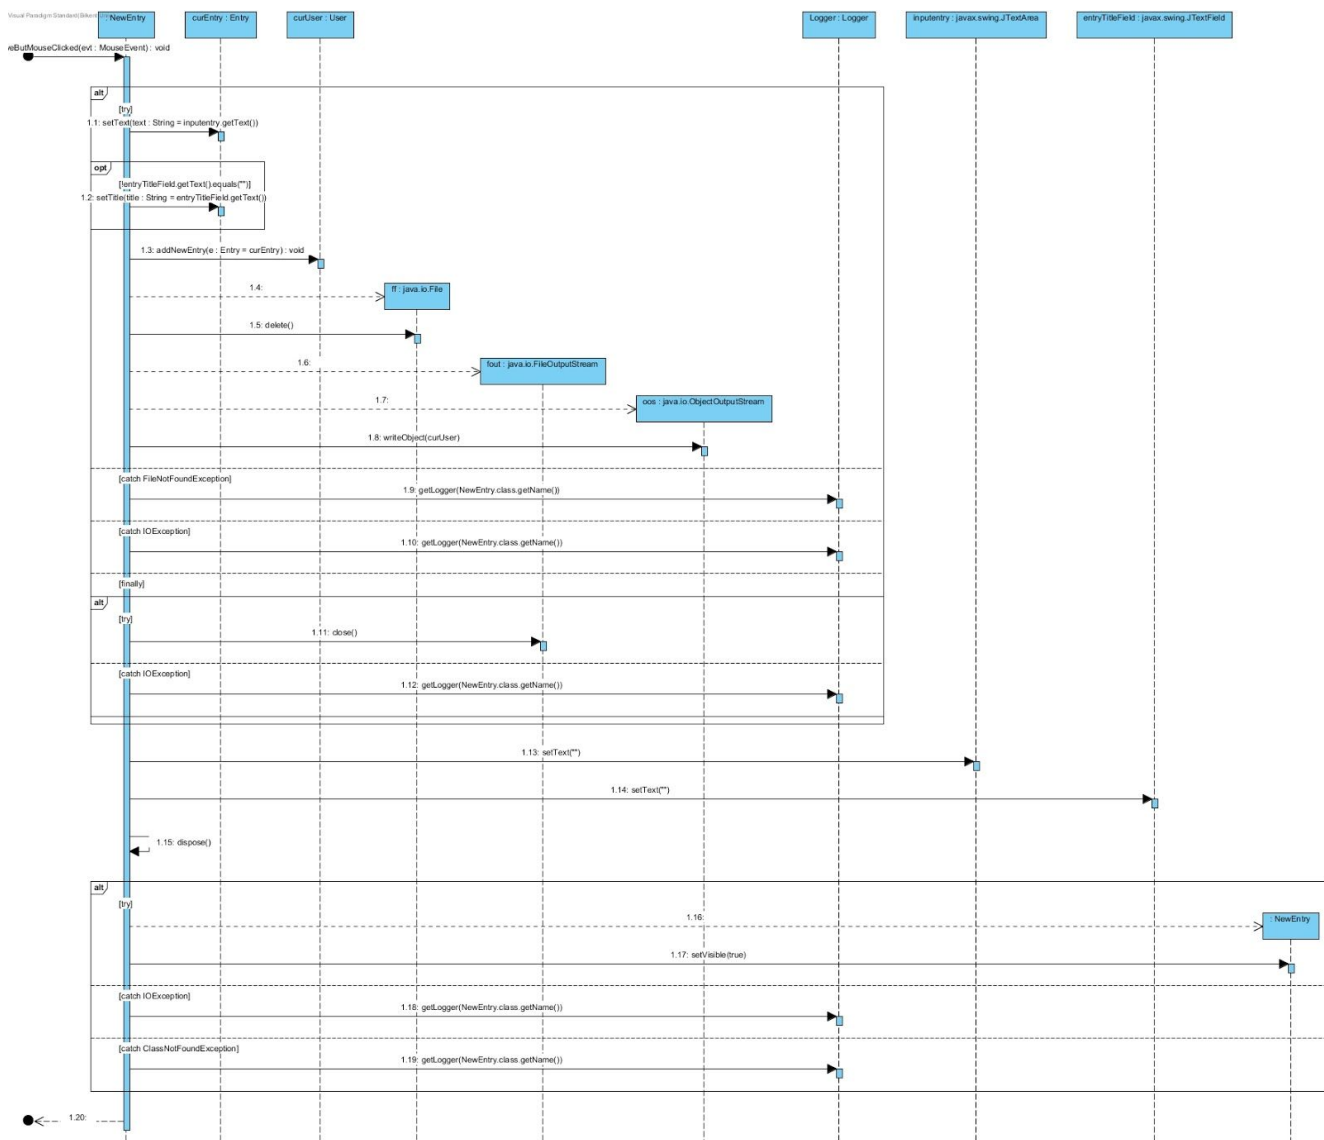 Visual Paradigm Standard(Bilkent
NewEntry
curEntry : Entry
curUser : User
Logger : Logger
inputentry : javax.swing.JTextArea
entryTitleField : javax.swing.JTextField
veButMouseClicked(evt : MouseEvent) : void
alt
[try]
1.1: setText(text : String = inputentry.getText())
opt
[!entryTitleField.getText().equals("")]
1.2: setTitle(title : String = entryTitleField.getText())
1.3: addNewEntry(e : Entry = curEntry) : void
1.4:
ff : java.io.File
1.5: delete()
1.6:
fout : java.io.FileOutputStream
1.7:
oos : java.io.ObjectOutputStream
1.8: writeObject(curUser)
[catch FileNotFoundException]
1.9: getLogger(NewEntry.class.getName())
[catch IOException]
1.10: getLogger(NewEntry.class.getName())
[finally]
alt
[try]
1.11: close()
[catch IOException]
1.12: getLogger(NewEntry.class.getName())
1.13: setText("")
1.14: setText("")
1.15: dispose()
alt
[try]
1.16:
: NewEntry
1.17: setVisible(true)
[catch IOException]
1.18: getLogger(NewEntry.class.getName())
[catch ClassNotFoundException]
1.19: getLogger(NewEntry.class.getName())
1.20: